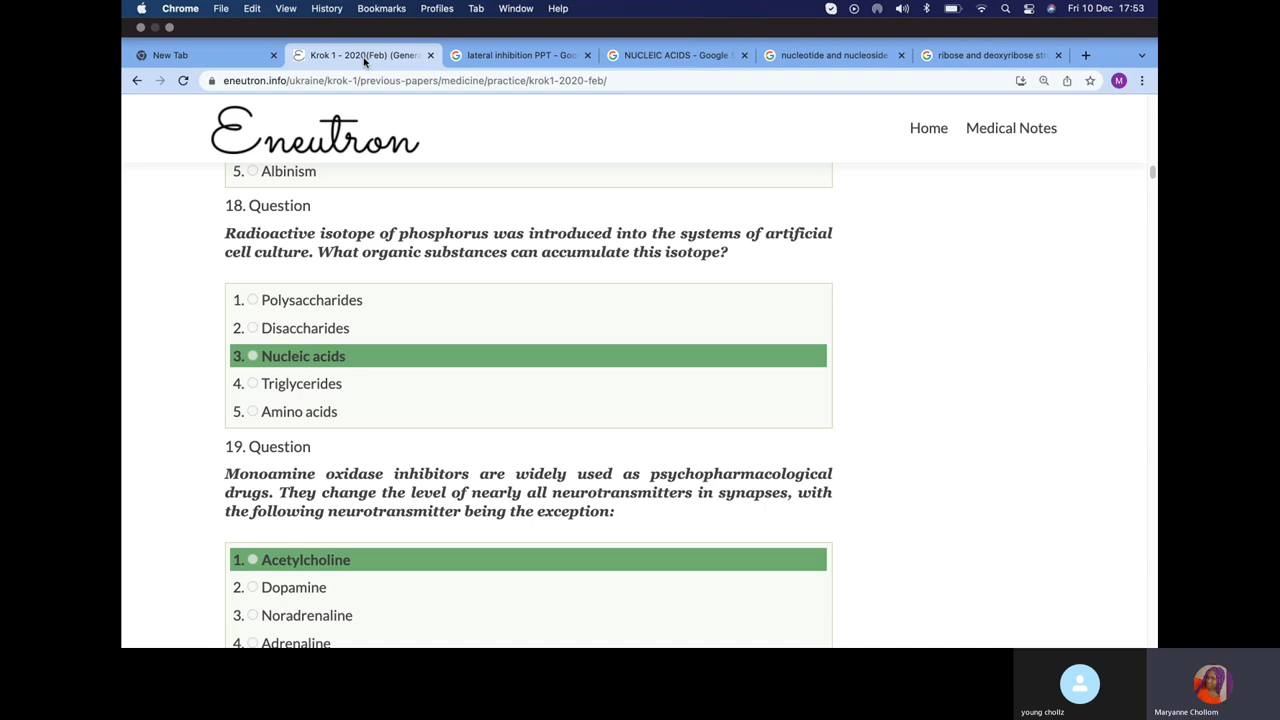 Chrome File Edit View History Bookmarks Profiles Tab Window Help Fri 10 Dec 17:53
New Tab Krok 1 - 2020(Feb) (Genera lateral inhibition PPT - Goo NUCLEIC ACIDS - Google S nucleotide and nucleoside ribose and deoxyribose str
eneutron.info/ukraine/krok-1/previous-papers/medicine/practice/krok1-2020-feb/ M
Eneutron
Home Medical Notes
5. Albinism
18. Question
Radioactive isotope of phosphorus was introduced into the systems of artificial
cell culture. What organic substances can accumulate this isotope?
1. Polysaccharides
2. Disaccharides
3. Nucleic acids
4. Triglycerides
5. Amino acids
19. Question
Monoamine oxidase inhibitors are widely used as psychopharmacological
drugs. They change the level of nearly all neurotransmitters in synapses, with
the following neurotransmitter being the exception:
1. Acetylcholine
2. Dopamine
3. Noradrenaline
4. Adrenaline
young chollz Maryanne Chollom